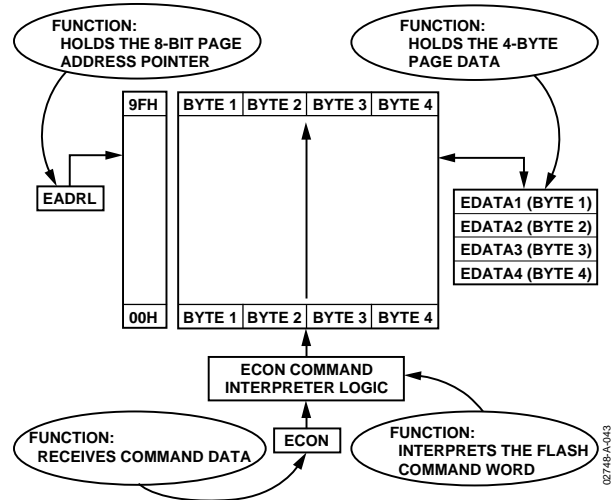 FUNCTION:
HOLDS THE 8-BIT PAGE
ADDRESS POINTER
FUNCTION:
HOLDS THE 4-BYTE
PAGE DATA
9FH
BYTE 1 BYTE 2 BYTE 3 BYTE 4
EADRL
EDATA1 (BYTE 1)
EDATA2 (BYTE 2)
EDATA3 (BYTE 3)
EDATA4 (BYTE 4)
00H
BYTE 1 BYTE 2 BYTE 3 BYTE 4
ECON COMMAND
INTERPRETER LOGIC
FUNCTION:
RECEIVES COMMAND DATA
ECON
FUNCTION:
INTERPRETS THE FLASH
COMMAND WORD
02748-A-043